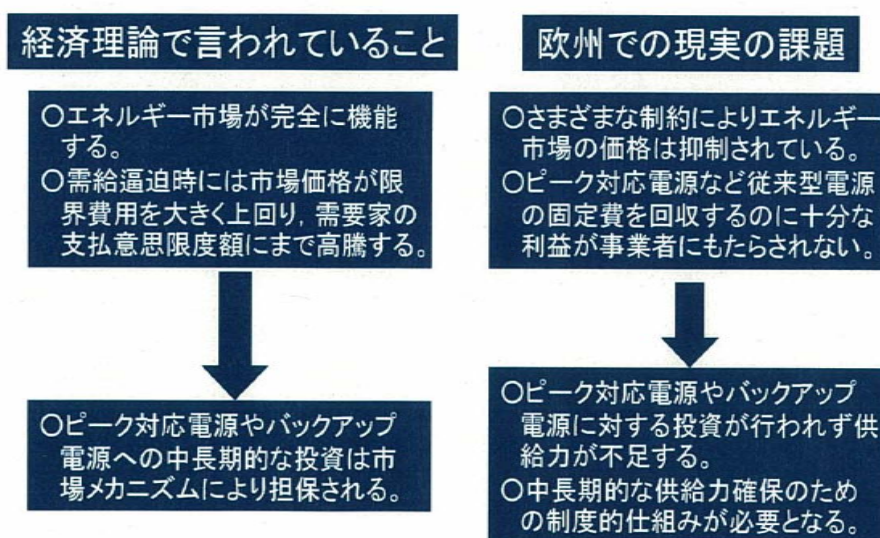 経済理論で言われていること
○エネルギー市場が完全に機能
する。
○需給逼迫時には市場価格が限
界費用を大きく上回り, 需要家の
支払意思限度額にまで高騰する。
○ピーク対応電源やバックアップ
電源への中長期的な投資は市
場メカニズムにより担保される。
欧州での現実の課題
○さまざまな制約によりエネルギー
市場の価格は抑制されている。
○ピーク対応電源など従来型電源
の固定費を回収するのに十分な
利益が事業者にもたらされない。
○ピーク対応電源やバックアップ
電源に対する投資が行われず供
給力が不足する。
○中長期的な供給力確保のため
の制度的仕組みが必要となる。